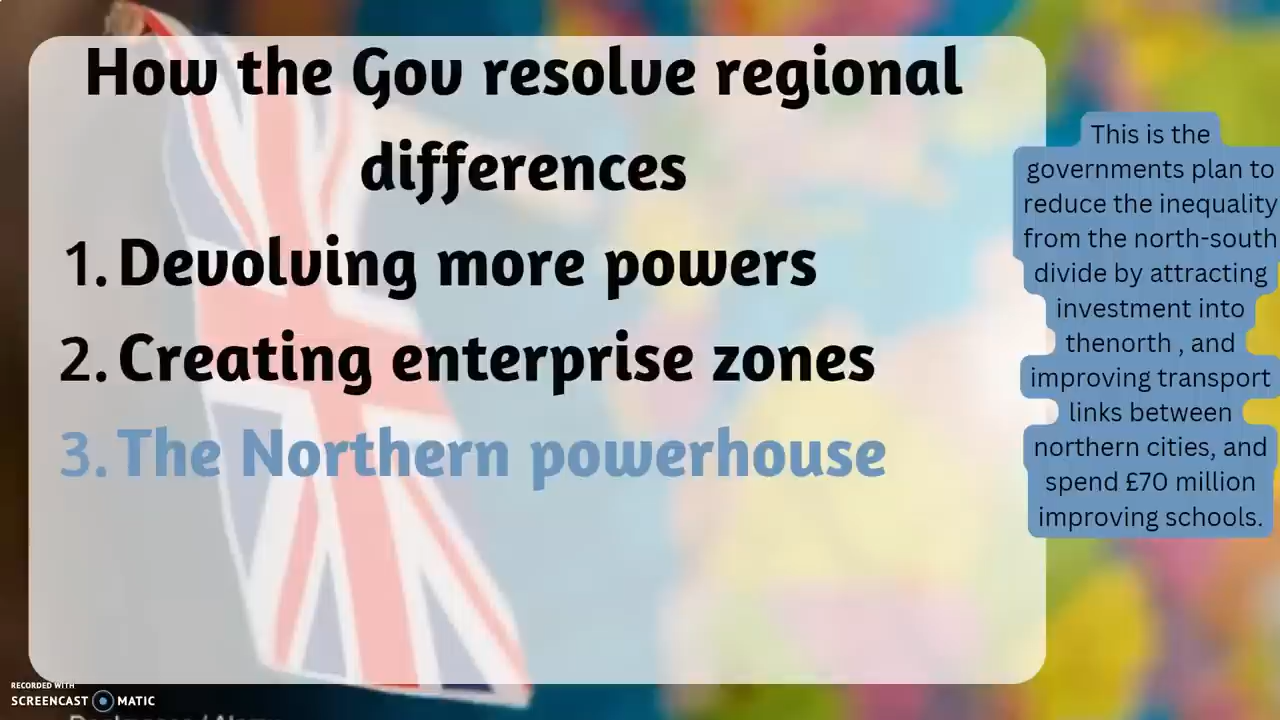 How the Gov resolve regional
differences
1. Devolving more powers
2. Creating enterprise zones
3. The Northern powerhouse
This is the
governments plan to
reduce the inequality
from the north-south
divide by attracting
investment into
thenorth , and
improving transport
links between
northern cities, and
spend £70 million
improving schools.
RECORDED WITH
SCREENCAST MATIC